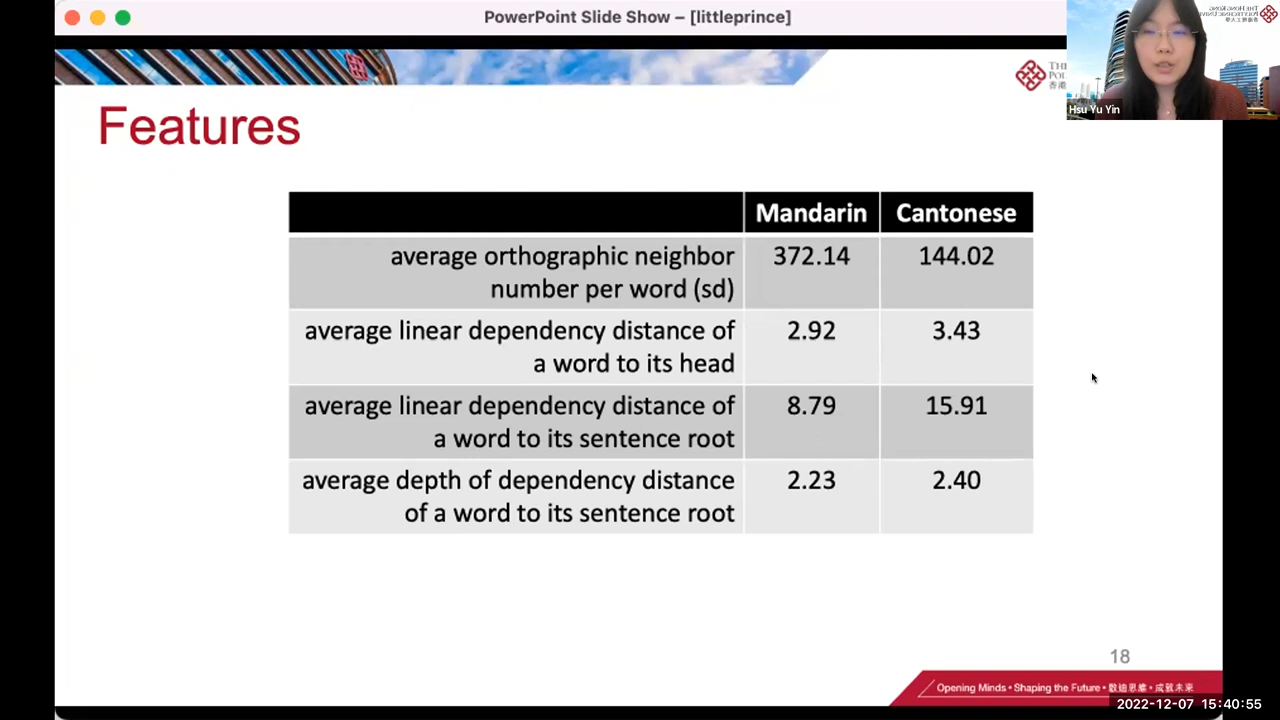 PowerPoint Slide Show – [littleprince]
Hsu Yu Yin
Features
Mandarin Cantonese
average orthographic neighbor number per word (sd) 372.14 144.02
average linear dependency distance of a word to its head 2.92 3.43
average linear dependency distance of a word to its sentence root 8.79 15.91
average depth of dependency distance of a word to its sentence root 2.23 2.40
18
Opening Minds • Shaping the Future • 啟迪思維 • 成就未來
2022-12-07 15:40:55